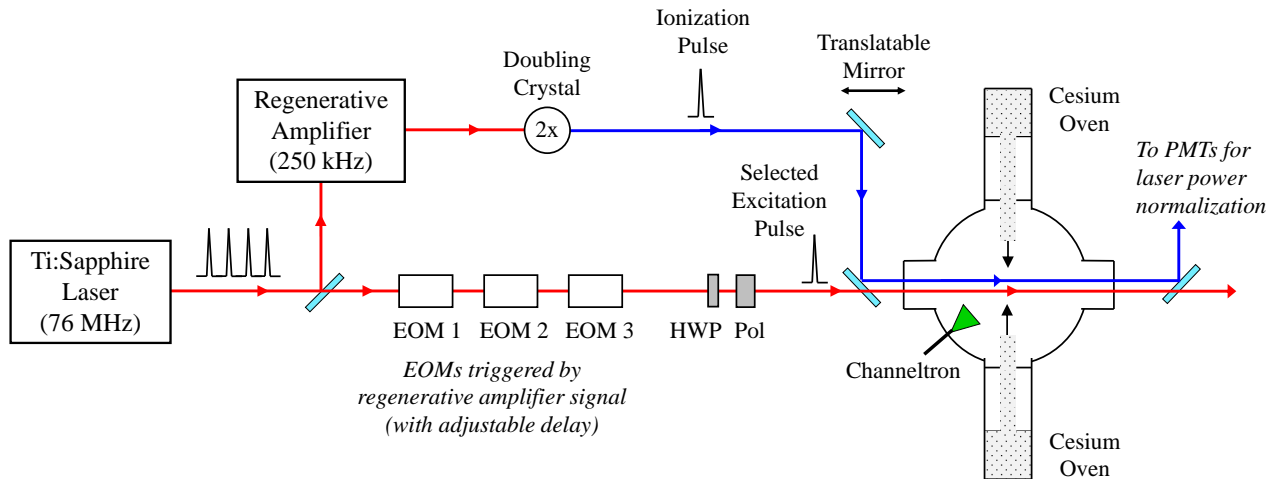 Ionization
Pulse
Translatable
Mirror
Doubling
Crystal
Cesium
Oven
Regenerative
Amplifier
(250 kHz)
2x
To PMTs for
laser power
normalization
Selected
Excitation
Pulse
Ti:Sapphire
Laser
(76 MHz)
EOM 1
EOM 2
EOM 3
HWP
Pol
EOMs triggered by
regenerative amplifier signal
(with adjustable delay)
Channeltron
Cesium
Oven